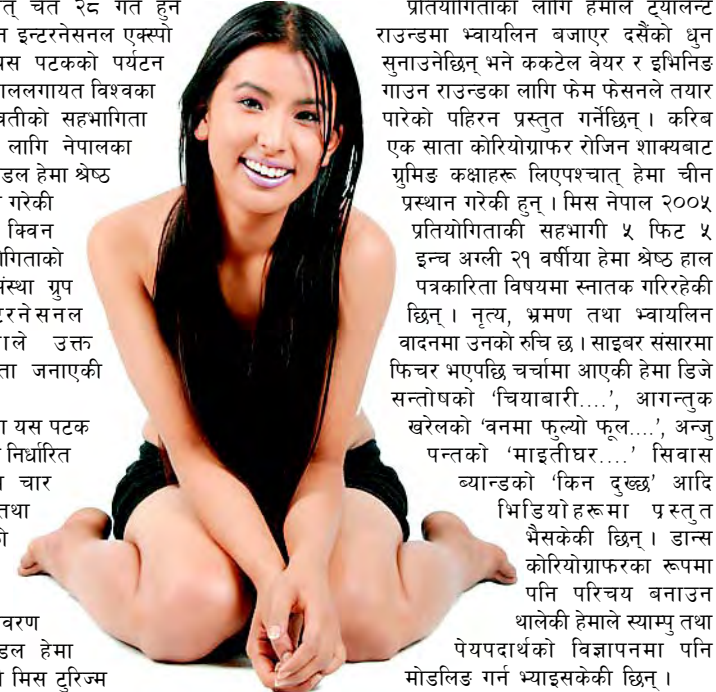 चैत २८ गते हुन
इन्टरनेसनल एक्स्पो
यस पटकको पर्यटन
विश्वका
सहभागिता
लागि नेपालका
हेमा श्रेष्ठ
गरेकी
क्विन
ग्रुप
उक्त
जनाएकी
यस पटक
निर्धारित
चार
तथा
हेमा
मिस टुरिज्म
प्रतियोगिताका लागि हेमाले ट्यालेन्ट
राउन्डमा भ्वायलिन बजाएर दसैंको धुन
सुनाउनेछिन् भने ककटेल वेयर र इभिनिङ
गाउन राउन्डका लागि फेम फेसनले तयार
पारेको पहिरन प्रस्तुत गर्नेछिन् । करिब
एक साता कोरियोग्राफर रोजिन शाक्यबाट
ग्रुमिङ कक्षाहरू लिएपश्चात् हेमा चीन
प्रस्थान गरेकी हुन् । मिस नेपाल २००५
प्रतियोगिताकी सहभागी ५ फिट ५
इन्च अग्ली २१ वर्षीया हेमा श्रेष्ठ हाल
पत्रकारिता विषयमा स्नातक गरिरहेकी
छिन् । नृत्य, भ्रमण तथा भ्वायलिन
वादनमा उनको रुचि छ । साइबर संसारमा
फिचर भएपछि चर्चामा आएकी हेमा डिजे
सन्तोषको ‘चियाबारी....’, आगन्तुक
खरेलको ‘वनमा फुल्यो फूल....’, अन्जु
पन्तको ‘माइतीघर....’ सिवास
ब्यान्डको ‘किन दुख्छ’ आदि
भिडियोहरूमा प्रस्तुत
भैसकेकी छिन् । डान्स
कोरियोग्राफरका रूपमा
पनि परिचय बनाउन
थालेकी हेमाले स्याम्पु तथा
पेयपदार्थको विज्ञापनमा पनि
मोडलिङ गर्न भ्याइसकेकी छिन् ।